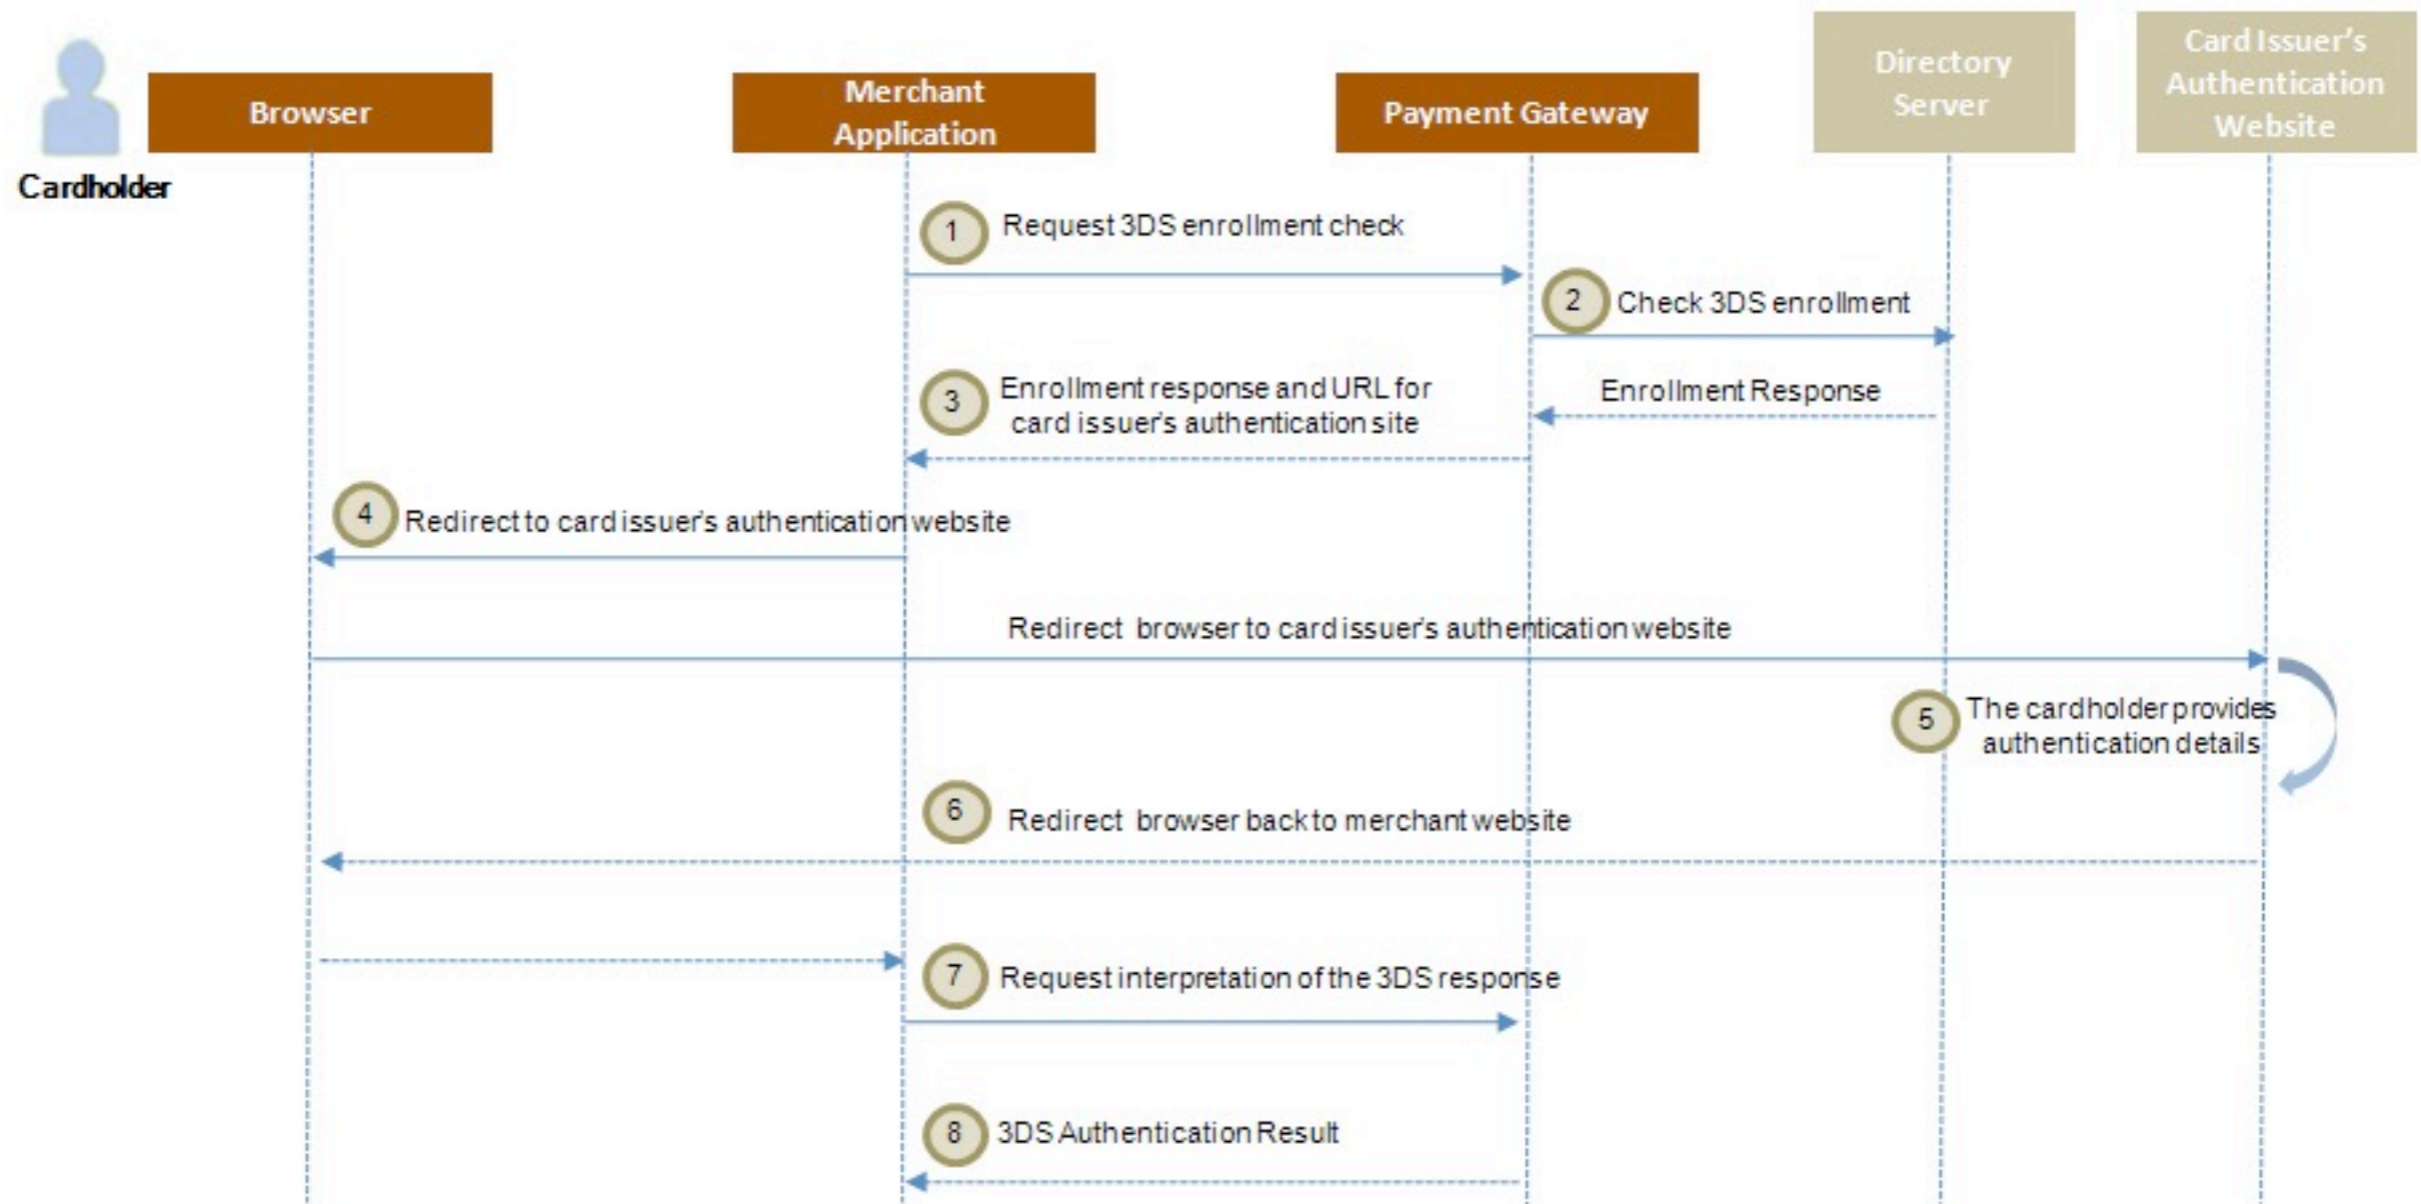 Cardholder
Browser
Merchant
Application
Payment Gateway
Directory
Server
Card Issuer's
Authentication
Website
1
Request 3DS enrollment check
2
Check 3DS enrollment
3
Enrollment response and URL for
card issuer's authentication site
Enrollment Response
4
Redirect to card issuer's authentication website
Redirect browser to card issuer's authentication website
5
The cardholder provides
authentication details
6
Redirect browser back to merchant website
7
Request interpretation of the 3DS response
8
3DS Authentication Result